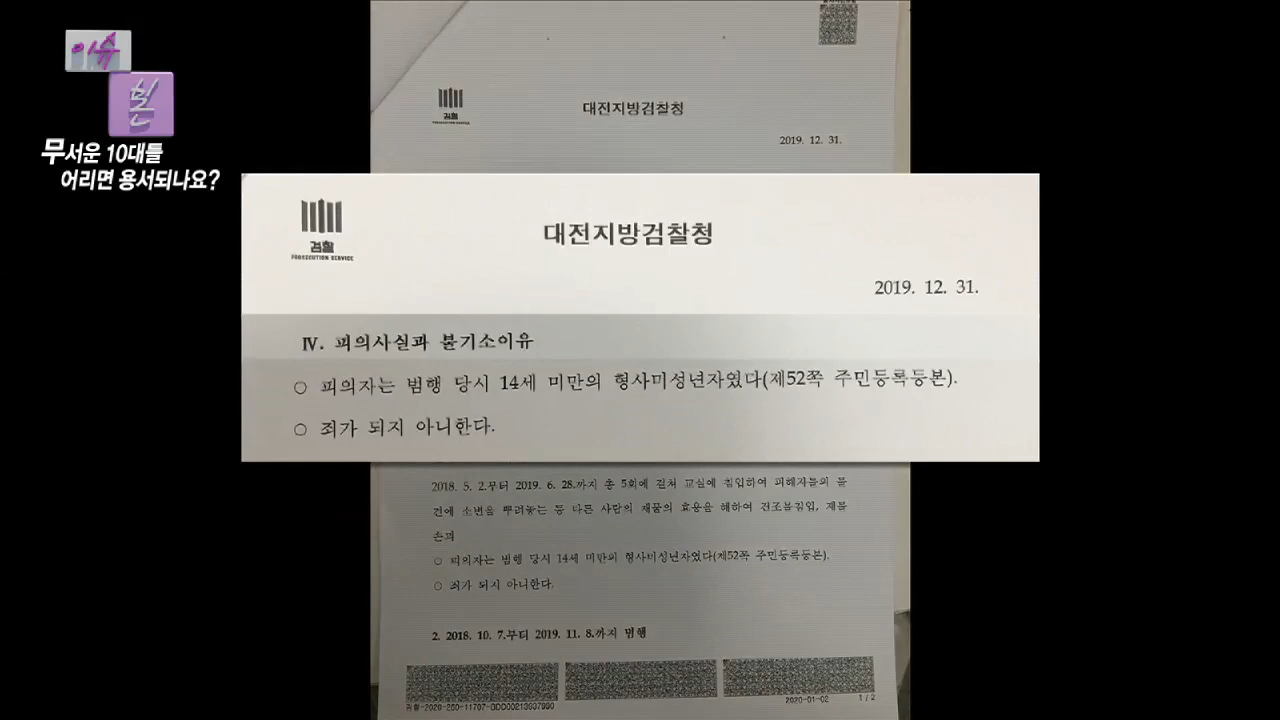 이슈
본
무서운 10대들
어리면 용서되나요?
검찰
PROSECUTION SERVICE
대전지방검찰청
2019. 12. 31.
검찰
PROSECUTION SERVICE
대전지방검찰청
2019. 12. 31.
Ⅳ. 피의사실과 불기소이유
○ 피의자는 범행 당시 14세 미만의 형사미성년자였다(제52쪽 주민등록등본).
○ 죄가 되지 아니한다.
2018. 5. 2.부터 2019. 6. 28.까지 총 5회에 걸쳐 교실에 침입하여 피해자들의 물
건에 소변을 뿌려놓는 등 다른 사람의 재물의 효용을 해하여 건조물침입, 재물
손괴
○ 피의자는 범행 당시 14세 미만의 형사미성년자였다(제52쪽 주민등록등본).
○ 죄가 되지 아니한다.
2. 2018. 10. 7.부터 2019. 11. 8.까지 범행
2020-01-02
1 / 2